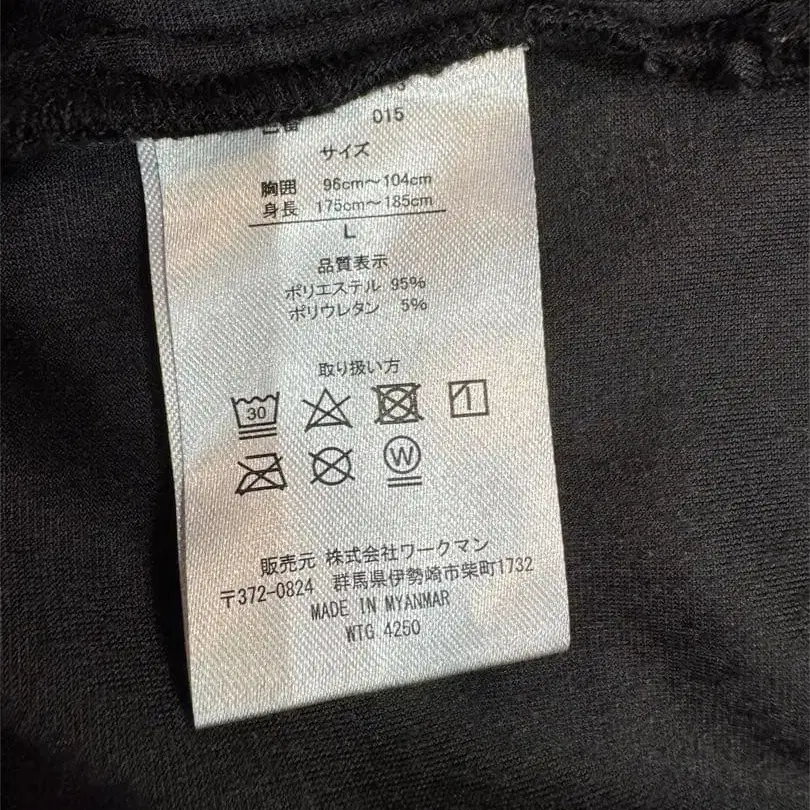 015
サイズ
胸囲 96cm～104cm
身長 175cm～185cm
L
品質表示
ポリエステル 95%
ポリウレタン 5%
取り扱い方
30
W
販売元 株式会社ワークマン
〒372-0824 群馬県伊勢崎市柴町1732
MADE IN MYANMAR
WTG 4250